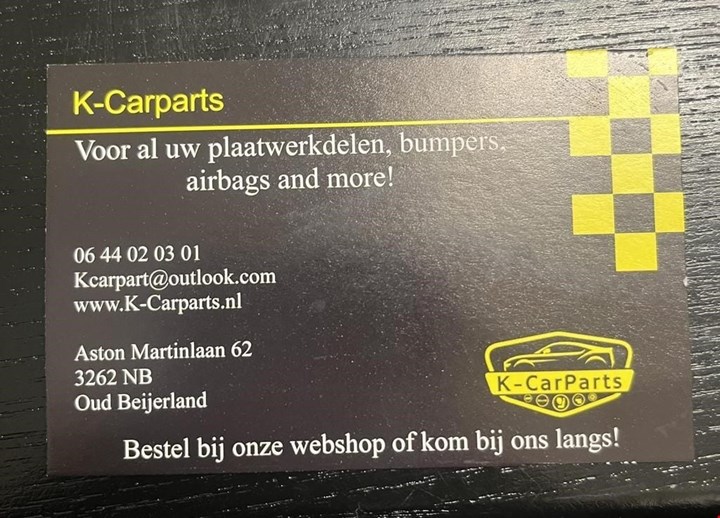 K-Carparts
Voor al uw plaatwerkdelen, bumpers,
airbags and more!
06 44 02 03 01
Kcarpart@outlook.com
www.K-Carparts.nl
Aston Martinlaan 62
3262 NB
Oud Beijerland
K-CarParts
Bestel bij onze webshop of kom bij ons langs!